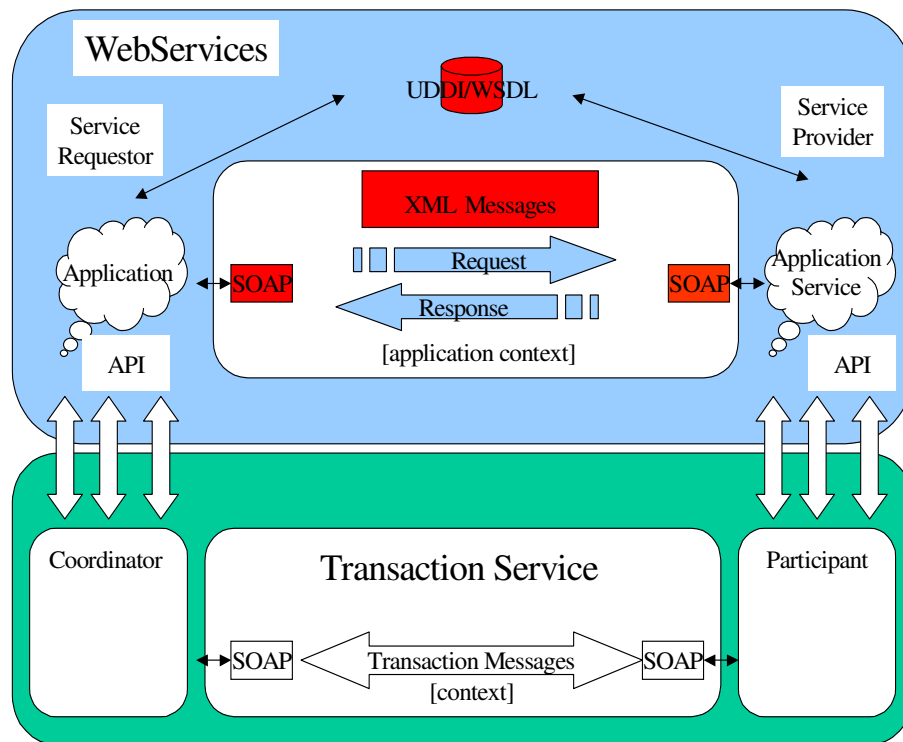 WebServices
UDDI/WSDL
Service
Requestor
Service
Provider
XML Messages
Application
SOAP
Request
SOAP
Application
Service
Response
[application context]
API
API
Coordinator
Transaction Service
Participant
SOAP
Transaction Messages
SOAP
[context]